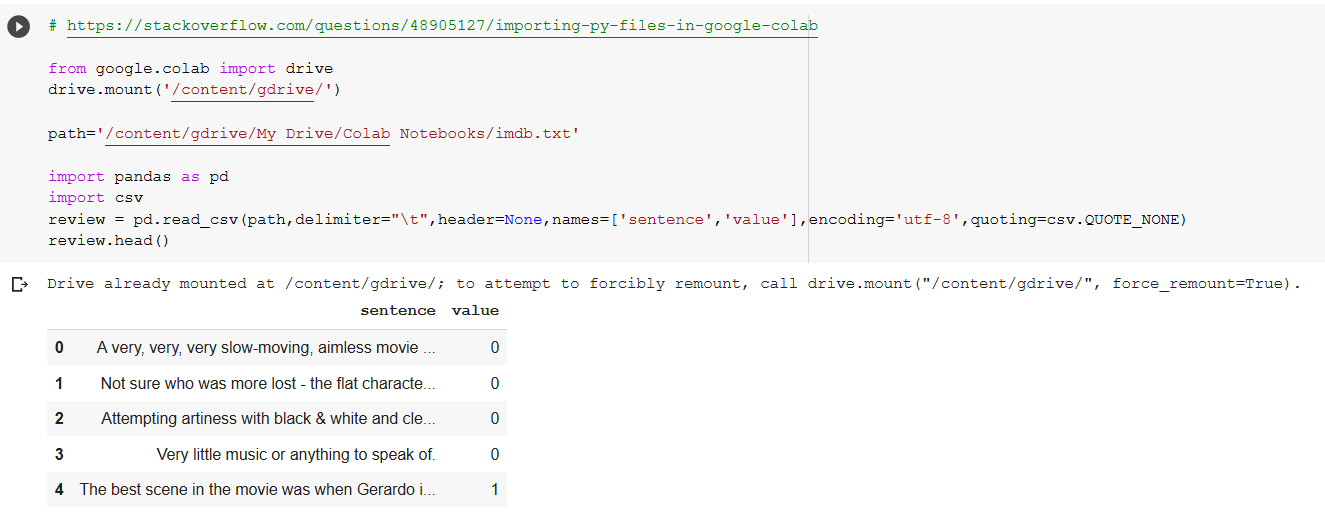 # https://stackoverflow.com/questions/48905127/importing-py-files-in-google-colab
from google.colab import drive
drive.mount('/content/gdrive/')
path='/content/gdrive/My Drive/Colab Notebooks/imdb.txt'
import pandas as pd
import csv
review = pd.read_csv(path,delimiter="\t",header=None,names=['sentence','value'],encoding='utf-8',quoting=csv.QUOTE_NONE)
review.head()
Drive already mounted at /content/gdrive/; to attempt to forcibly remount, call drive.mount("/content/gdrive/", force_remount=True).
sentence value
0 A very, very, very slow-moving, aimless movie ... 0
1 Not sure who was more lost - the flat characte... 0
2 Attempting artiness with black & white and cle... 0
3 Very little music or anything to speak of. 0
4 The best scene in the movie was when Gerardo i... 1